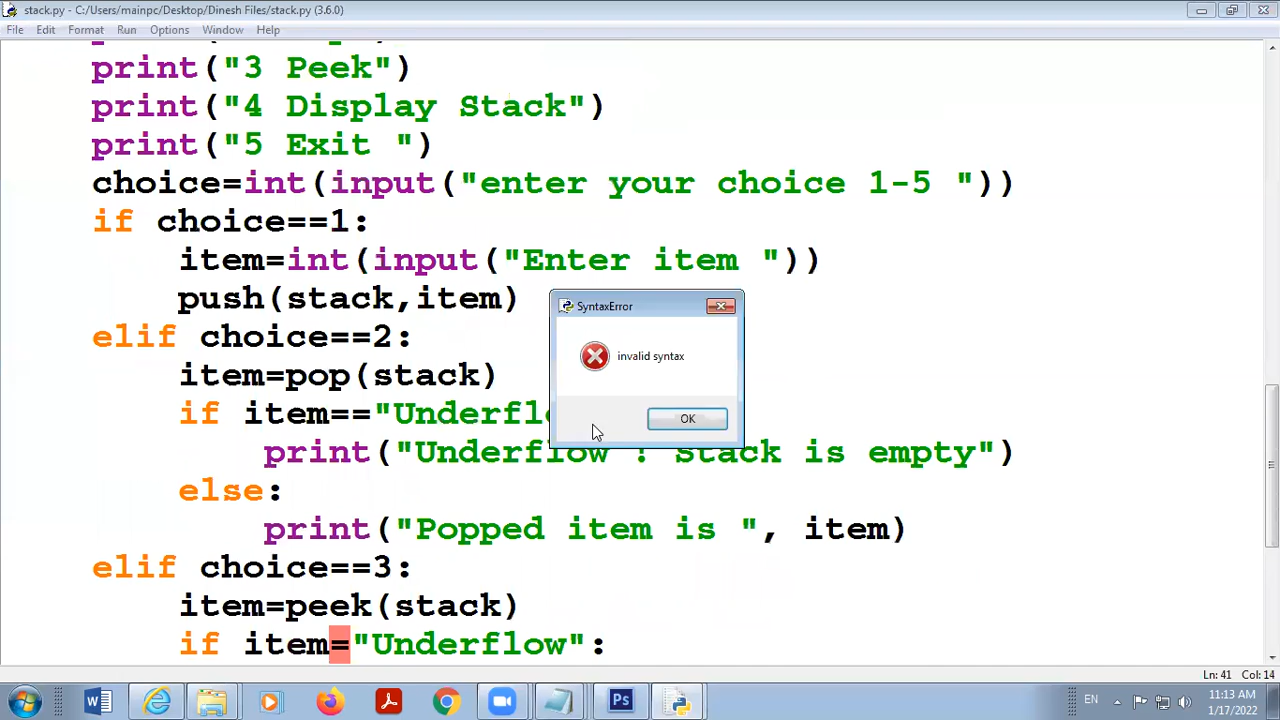 stack.py - C:/Users/mainpc/Desktop/Dinesh Files/stack.py (3.6.0)
File Edit Format Run Options Window Help
print("3 Peek")
print("4 Display Stack")
print("5 Exit ")
choice=int(input("enter your choice 1-5 "))
if choice==1:
item=int(input("Enter item "))
push(stack,item)
SyntaxError
elif choice==2:
invalid syntax
item=pop(stack)
if item=="Underfl
OK
print("Underflow ! Stack is empty")
else:
print("Popped item is ", item)
elif choice==3:
item=peek(stack)
if item="Underflow":
Ln: 41 Col: 14
EN
11:13 AM
1/17/2022